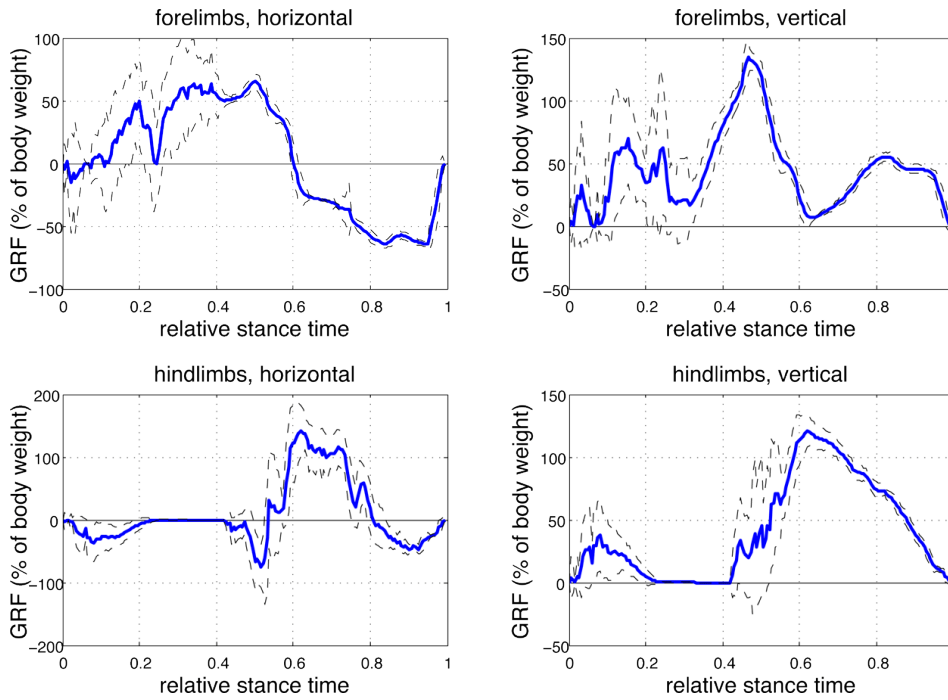 forelimbs, horizontal
GRF (% of body weight)
100
50
0
−50
−100
0 0.2 0.4 0.6 0.8 1
relative stance time
forelimbs, vertical
GRF (% of body weight)
150
100
50
0
−50
0 0.2 0.4 0.6 0.8
relative stance time
hindlimbs, horizontal
GRF (% of body weight)
200
100
0
−100
−200
0 0.2 0.4 0.6 0.8 1
relative stance time
hindlimbs, vertical
GRF (% of body weight)
150
100
50
0
−50
0 0.2 0.4 0.6 0.8
relative stance time